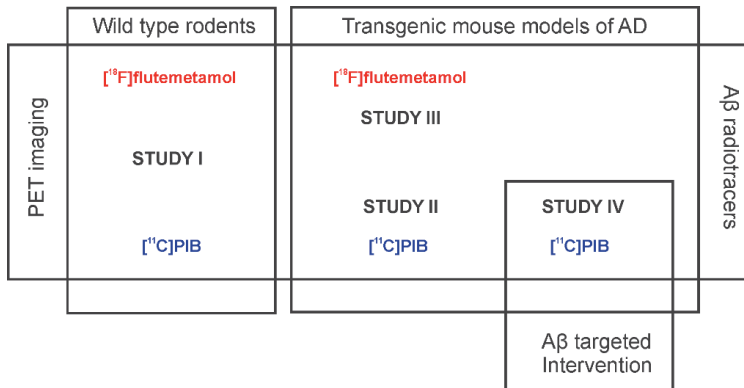 Wild type rodents
Transgenic mouse models of AD
PET imaging
[¹⁸F]flutemetamol
[¹⁸F]flutemetamol
STUDY III
STUDY I
STUDY II
STUDY IV
[¹¹C]PIB
[¹¹C]PIB
[¹¹C]PIB
Aβ radiotracers
Aβ targeted
Intervention